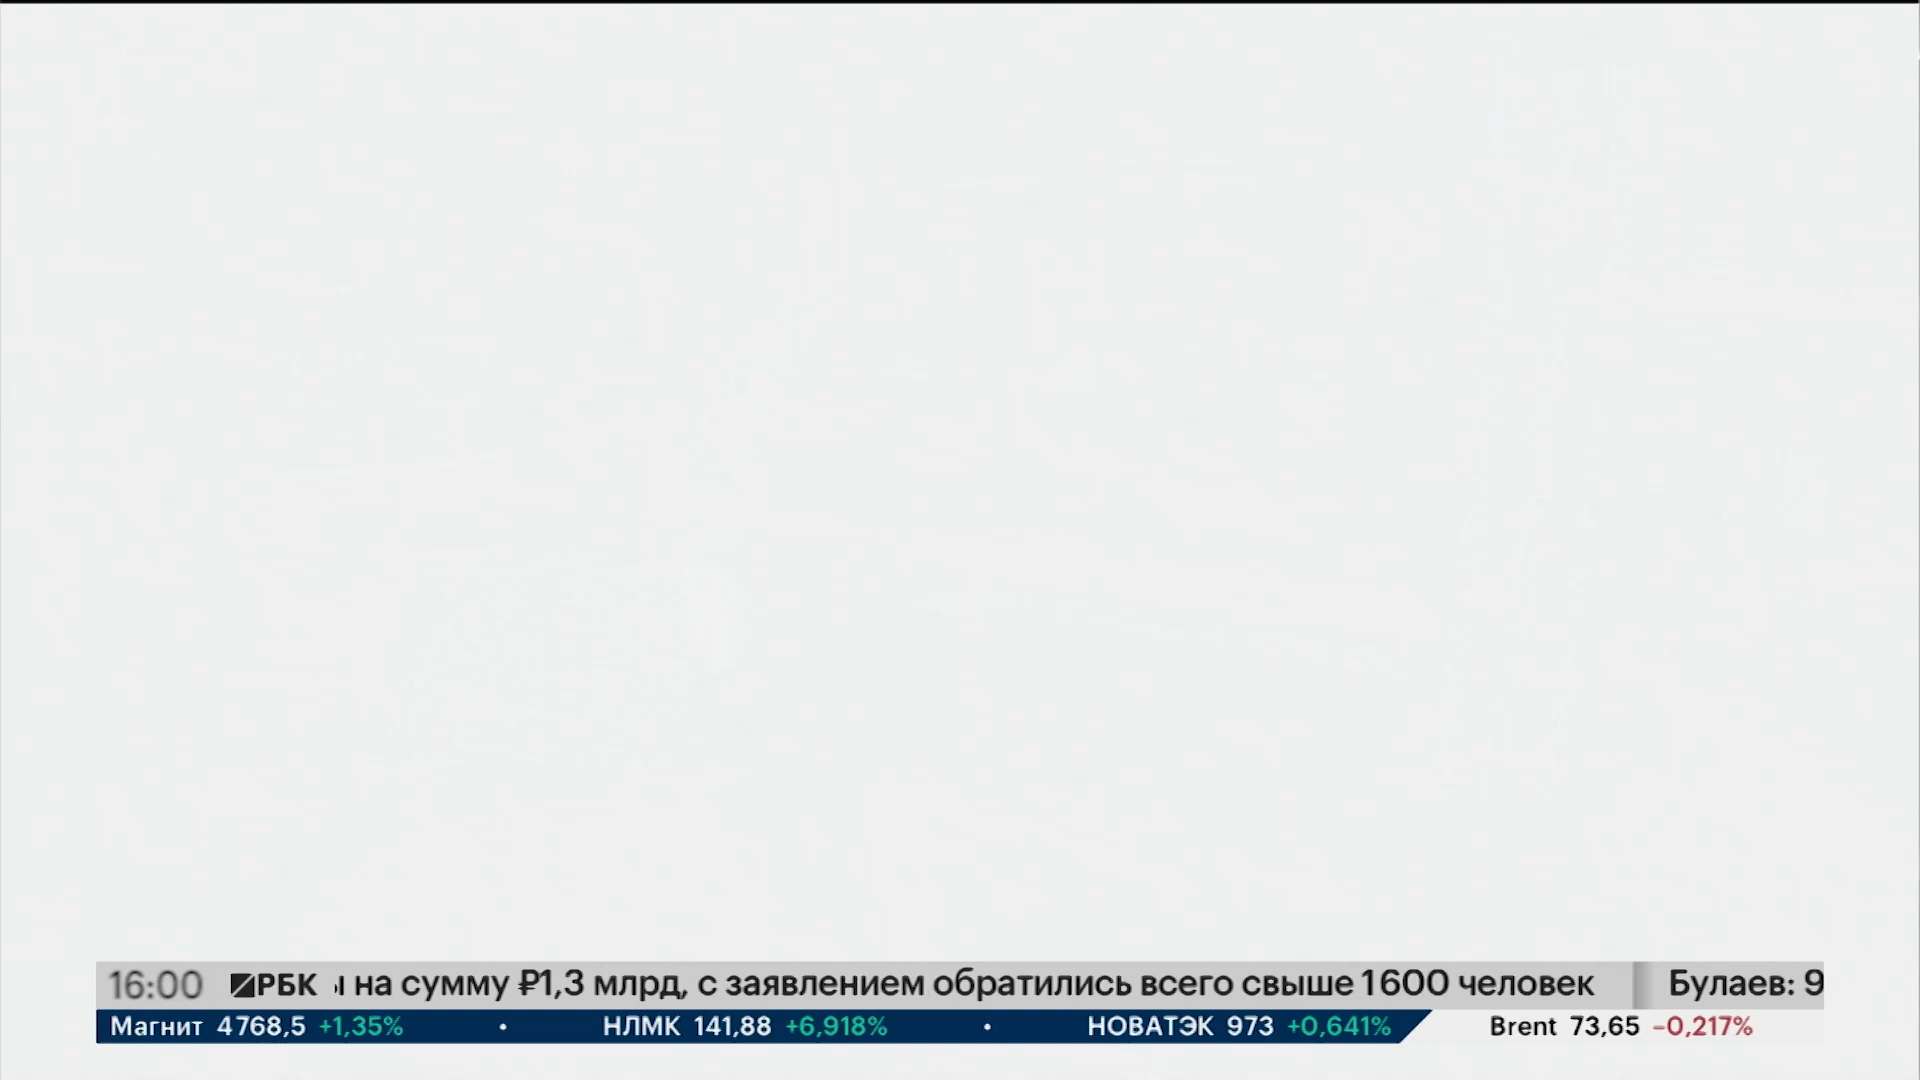 16:00 РБК на сумму ₽1,3 млрд, с заявлением обратились всего свыше 1600 человек Булаев: 9
Магнит 4768,5 +1,35% • НЛМК 141,88 +6,918% • НОВАТЭК 973 +0,641% Brent 73,65 −0,217%